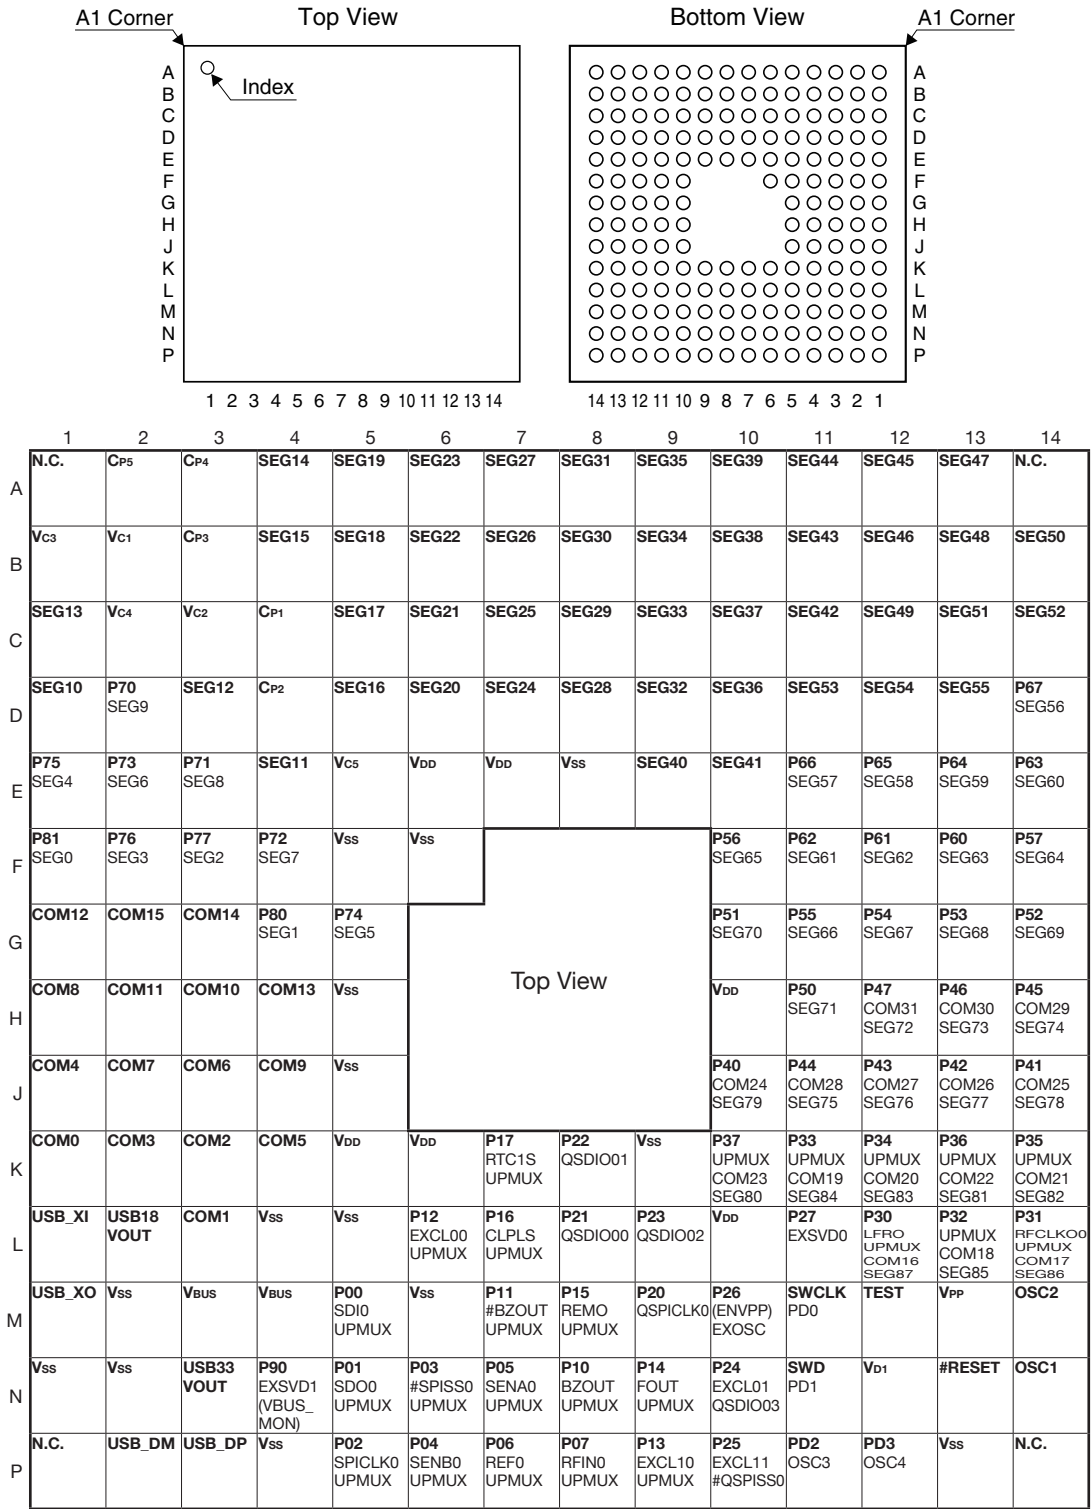 A1 Corner Top View Bottom View A1 Corner
Index
A A
B B
C C
D D
E E
F F
G G
H H
J J
K K
L L
M M
N N
P P
1 2 3 4 5 6 7 8 9 10 11 12 13 14 14 13 12 11 10 9 8 7 6 5 4 3 2 1
1 2 3 4 5 6 7 8 9 10 11 12 13 14
A N.C. CP5 CP4 SEG14 SEG19 SEG23 SEG27 SEG31 SEG35 SEG39 SEG44 SEG45 SEG47 N.C.
B VC3 VC1 CP3 SEG15 SEG18 SEG22 SEG26 SEG30 SEG34 SEG38 SEG43 SEG46 SEG48 SEG50
C SEG13 VC4 VC2 CP1 SEG17 SEG21 SEG25 SEG29 SEG33 SEG37 SEG42 SEG49 SEG51 SEG52
D SEG10 P70 SEG12 CP2 SEG16 SEG20 SEG24 SEG28 SEG32 SEG36 SEG53 SEG54 SEG55 P67
SEG9 SEG56
E P75 P73 P71 SEG11 VC5 VDD VDD VSS SEG40 SEG41 P66 P65 P64 P63
SEG4 SEG6 SEG8 SEG57 SEG58 SEG59 SEG60
F P81 P76 P77 P72 VSS VSS P56 P62 P61 P60 P57
SEG0 SEG3 SEG2 SEG7 SEG65 SEG61 SEG62 SEG63 SEG64
G COM12 COM15 COM14 P80 P74 P51 P55 P54 P53 P52
SEG1 SEG5 SEG70 SEG66 SEG67 SEG68 SEG69
Top View
H COM8 COM11 COM10 COM13 VSS VDD P50 P47 P46 P45
SEG71 COM31 COM30 COM29
SEG72 SEG73 SEG74
J COM4 COM7 COM6 COM9 VSS P40 P44 P43 P42 P41
COM24 COM28 COM27 COM26 COM25
SEG79 SEG75 SEG76 SEG77 SEG78
K COM0 COM3 COM2 COM5 VDD VDD P17 P22 VSS P37 P33 P34 P36 P35
RTC1S QSDIO01 UPMUX UPMUX UPMUX UPMUX UPMUX
UPMUX COM23 COM19 COM20 COM22 COM21
SEG80 SEG84 SEG83 SEG81 SEG82
L USB_XI USB18 COM1 VSS VSS P12 P16 P21 P23 VDD P27 P30 P32 P31
VOUT EXCL00 CLPLS QSDIO00 QSDIO02 EXSVD0 LFRO UPMUX RFCLKO0
UPMUX UPMUX UPMUX COM18 UPMUX
COM16 SEG85 COM17
SEG87 SEG86
M USB_XO VSS VBUS VBUS P00 VSS P11 P15 P20 P26 SWCLK TEST VPP OSC2
SDI0 #BZOUT REMO QSPICLK0 (ENVPP) PD0
UPMUX UPMUX UPMUX EXOSC
N VSS VSS USB33 P90 P01 P03 P05 P10 P14 P24 SWD VD1 #RESET OSC1
VOUT EXSVD1 SDO0 #SPISS0 SENA0 BZOUT FOUT EXCL01 PD1
(VBUS_ UPMUX UPMUX UPMUX UPMUX UPMUX QSDIO03
MON)
P N.C. USB_DM USB_DP VSS P02 P04 P06 P07 P13 P25 PD2 PD3 VSS N.C.
SPICLK0 SENB0 REF0 RFIN0 EXCL10 EXCL11 OSC3 OSC4
UPMUX UPMUX UPMUX UPMUX UPMUX #QSPISS0